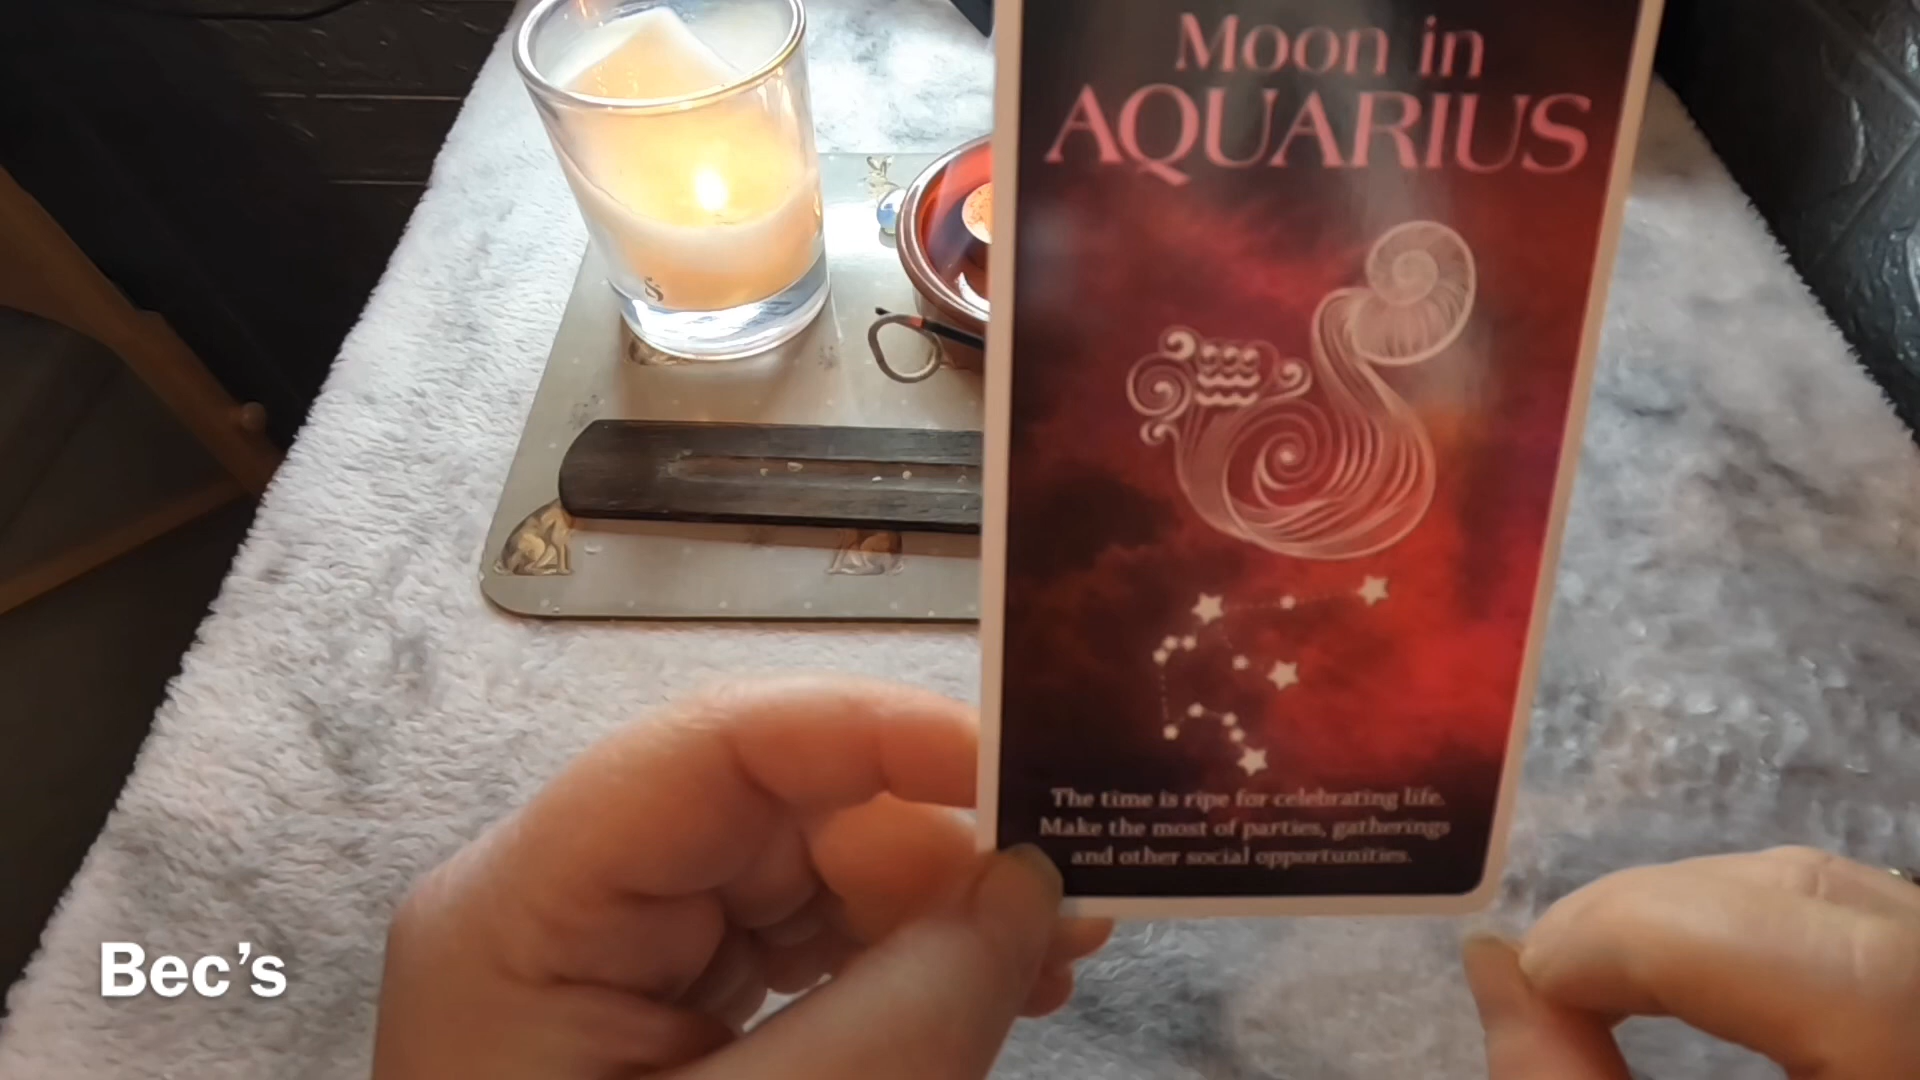 Moon in
AQUARIUS
The time is ripe for celebrating life.
Make the most of parties, gatherings
and other social opportunities.
Bec’s